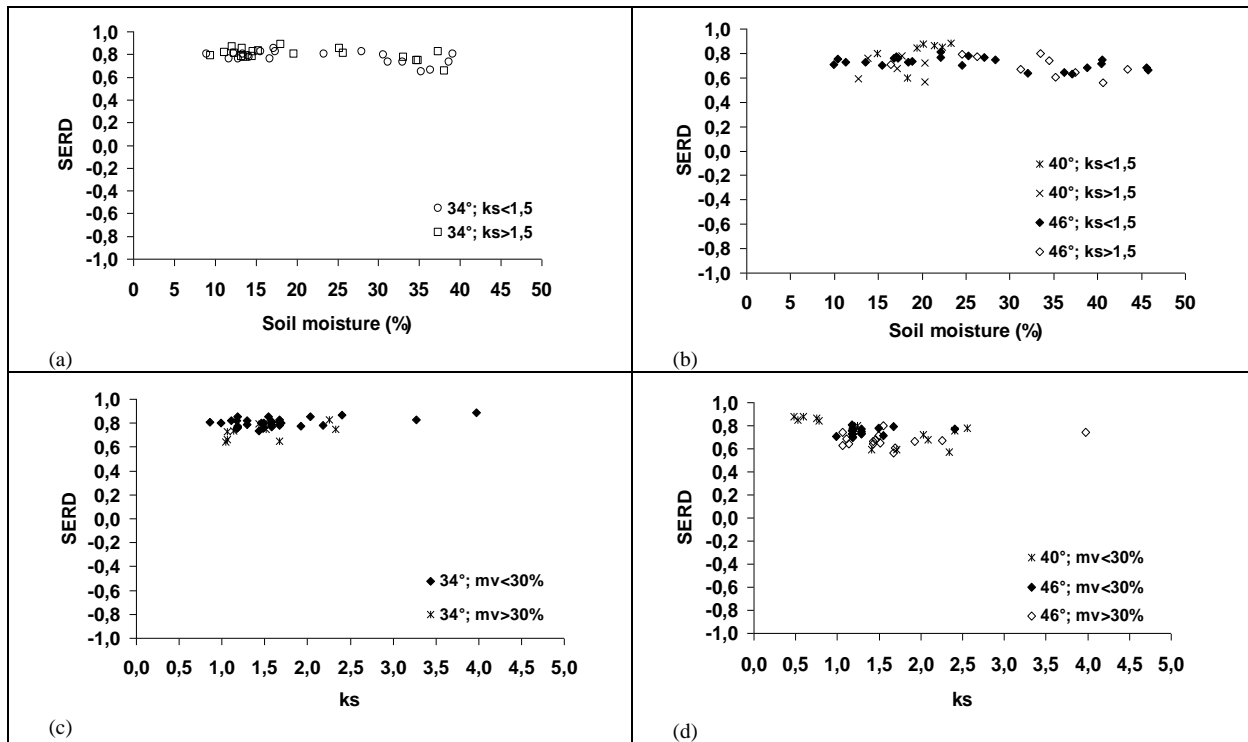 1,0
0,8
0,6
0,4
0,2
0,0
-0,2
-0,4
-0,6
-0,8
-1,0
SERD
0 5 10 15 20 25 30 35 40 45 50
Soil moisture (%)
34°; ks<1,5
34°; ks>1,5
(a)
1,0
0,8
0,6
0,4
0,2
0,0
-0,2
-0,4
-0,6
-0,8
-1,0
SERD
0 5 10 15 20 25 30 35 40 45 50
Soil moisture (%)
40°; ks<1,5
40°; ks>1,5
46°; ks<1,5
46°; ks>1,5
(b)
1,0
0,8
0,6
0,4
0,2
0,0
-0,2
-0,4
-0,6
-0,8
-1,0
SERD
0,0 0,5 1,0 1,5 2,0 2,5 3,0 3,5 4,0 4,5 5,0
ks
34°; mv<30%
34°; mv>30%
(c)
1,0
0,8
0,6
0,4
0,2
0,0
-0,2
-0,4
-0,6
-0,8
-1,0
SERD
0,0 0,5 1,0 1,5 2,0 2,5 3,0 3,5 4,0 4,5 5,0
ks
40°; mv<30%
46°; mv<30%
46°; mv>30%
(d)